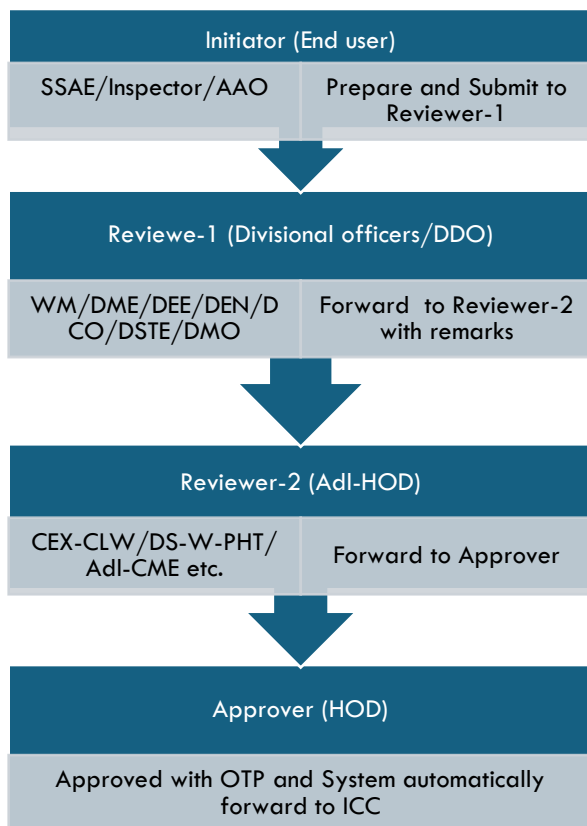 Initiator (End user)
SSAE/Inspector/AAO
Prepare and Submit to
Reviewer-1
Reviewe-1 (Divisional officers/DDO)
WM/DME/DEE/DEN/D
CO/DSTE/DMO
Forward to Reviewer-2
with remarks
Reviewer-2 (Adl-HOD)
CEX-CLW/DS-W-PHT/
Adl-CME etc.
Forward to Approver
Approver (HOD)
Approved with OTP and System automatically
forward to ICC